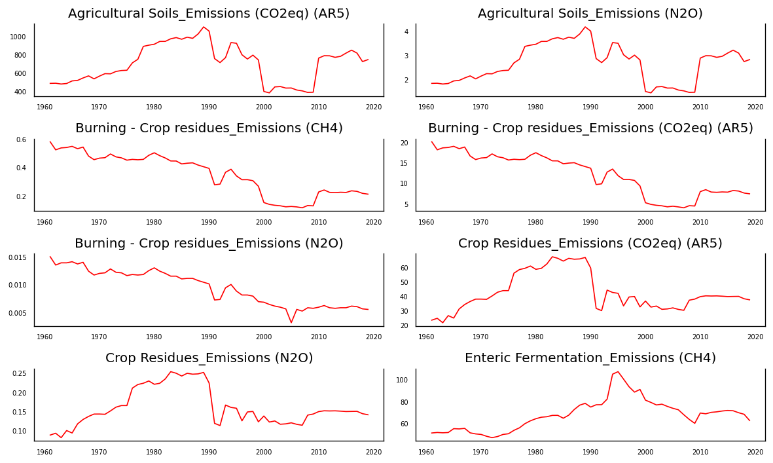 Agricultural Soils_Emissions (CO2eq) (AR5)
1000
800
600
400
1960 1970 1980 1990 2000 2010 2020
Agricultural Soils_Emissions (N2O)
4
3
2
1960 1970 1980 1990 2000 2010 2020
Burning - Crop residues_Emissions (CH4)
0.6
0.4
0.2
1960 1970 1980 1990 2000 2010 2020
Burning - Crop residues_Emissions (CO2eq) (AR5)
20
15
10
5
1960 1970 1980 1990 2000 2010 2020
Burning - Crop residues_Emissions (N2O)
0.015
0.010
0.005
1960 1970 1980 1990 2000 2010 2020
Crop Residues_Emissions (CO2eq) (AR5)
60
50
40
30
20
1960 1970 1980 1990 2000 2010 2020
Crop Residues_Emissions (N2O)
0.25
0.20
0.15
0.10
1960 1970 1980 1990 2000 2010 2020
Enteric Fermentation_Emissions (CH4)
100
80
60
1960 1970 1980 1990 2000 2010 2020